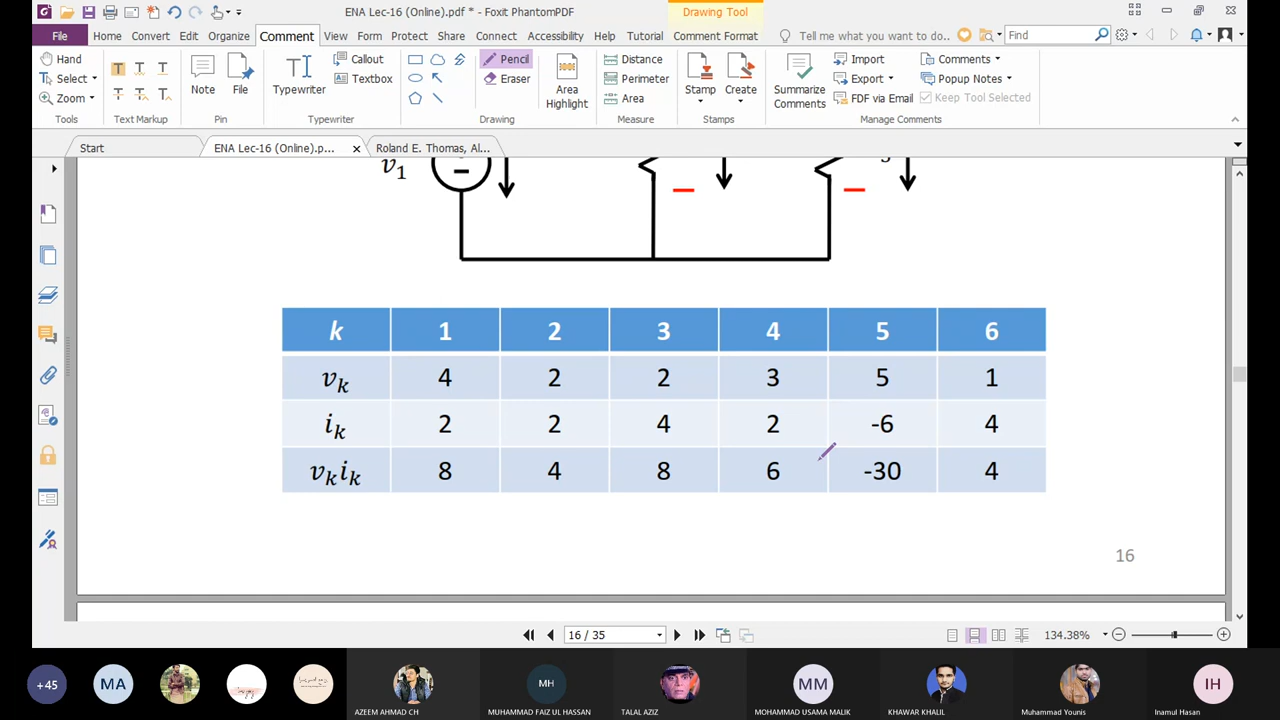 ENA Lec-16 (Online).pdf * - Foxit PhantomPDF
Drawing Tool
File Home Convert Edit Organize Comment View Form Protect Share Connect Accessibility Help Tutorial Comment Format Tell me what you want to do.. Find
Hand
Select
Zoom
Tools
Text Markup
Note
File
Pin
Typewriter
Callout
Textbox
Typewriter
Pencil
Eraser
Area Highlight
Drawing
Distance
Perimeter
Area
Measure
Stamp
Create
Stamps
Summarize Comments
Import
Export
FDF via Email
Comments
Popup Notes
Keep Tool Selected
Manage Comments
Start
ENA Lec-16 (Online).p...
Roland E. Thomas, Al...
v₁
k 1 2 3 4 5 6
vₖ 4 2 2 3 5 1
iₖ 2 2 4 2 -6 4
vₖiₖ 8 4 8 6 -30 4
16
16 / 35
134.38%
+45
MA
MH
MM
IH
AZEEM AHMAD CH
MUHAMMAD FAIZ UL HASSAN
TALAL AZIZ
MOHAMMAD USAMA MALIK
KHAWAR KHALIL
Muhammad Younis
Inamul Hasan